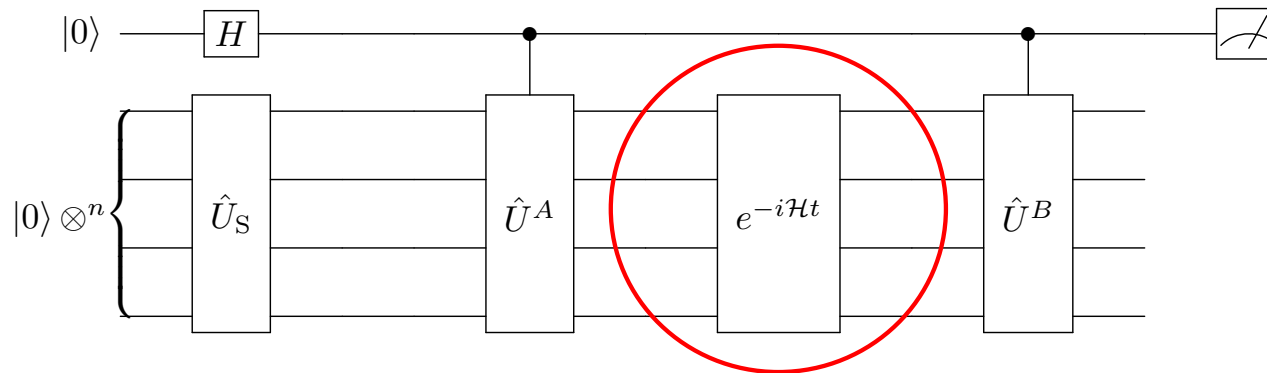 |0⟩ H
|0⟩ ⊗ⁿ Û_S Û^A e^{-iℋt} Û^B